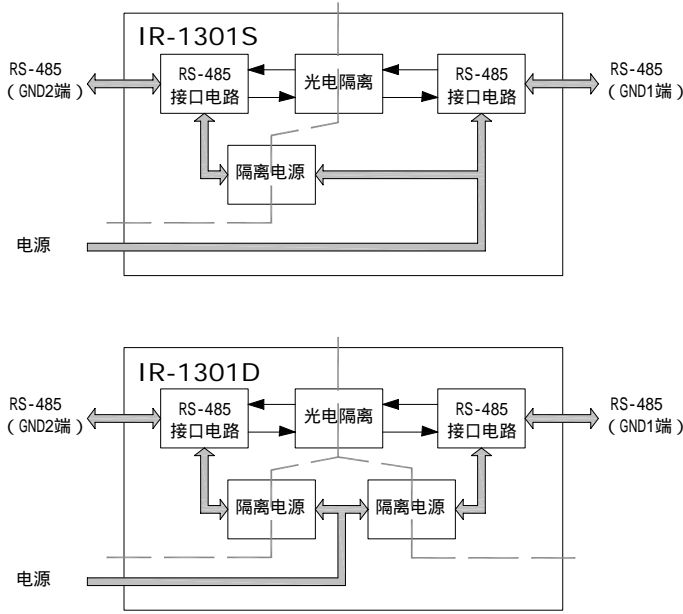 IR-1301S
RS-485
（GND2端）
RS-485
接口电路
光电隔离
RS-485
接口电路
RS-485
（GND1端）
隔离电源
电源
IR-1301D
RS-485
（GND2端）
RS-485
接口电路
光电隔离
RS-485
接口电路
RS-485
（GND1端）
隔离电源
隔离电源
电源